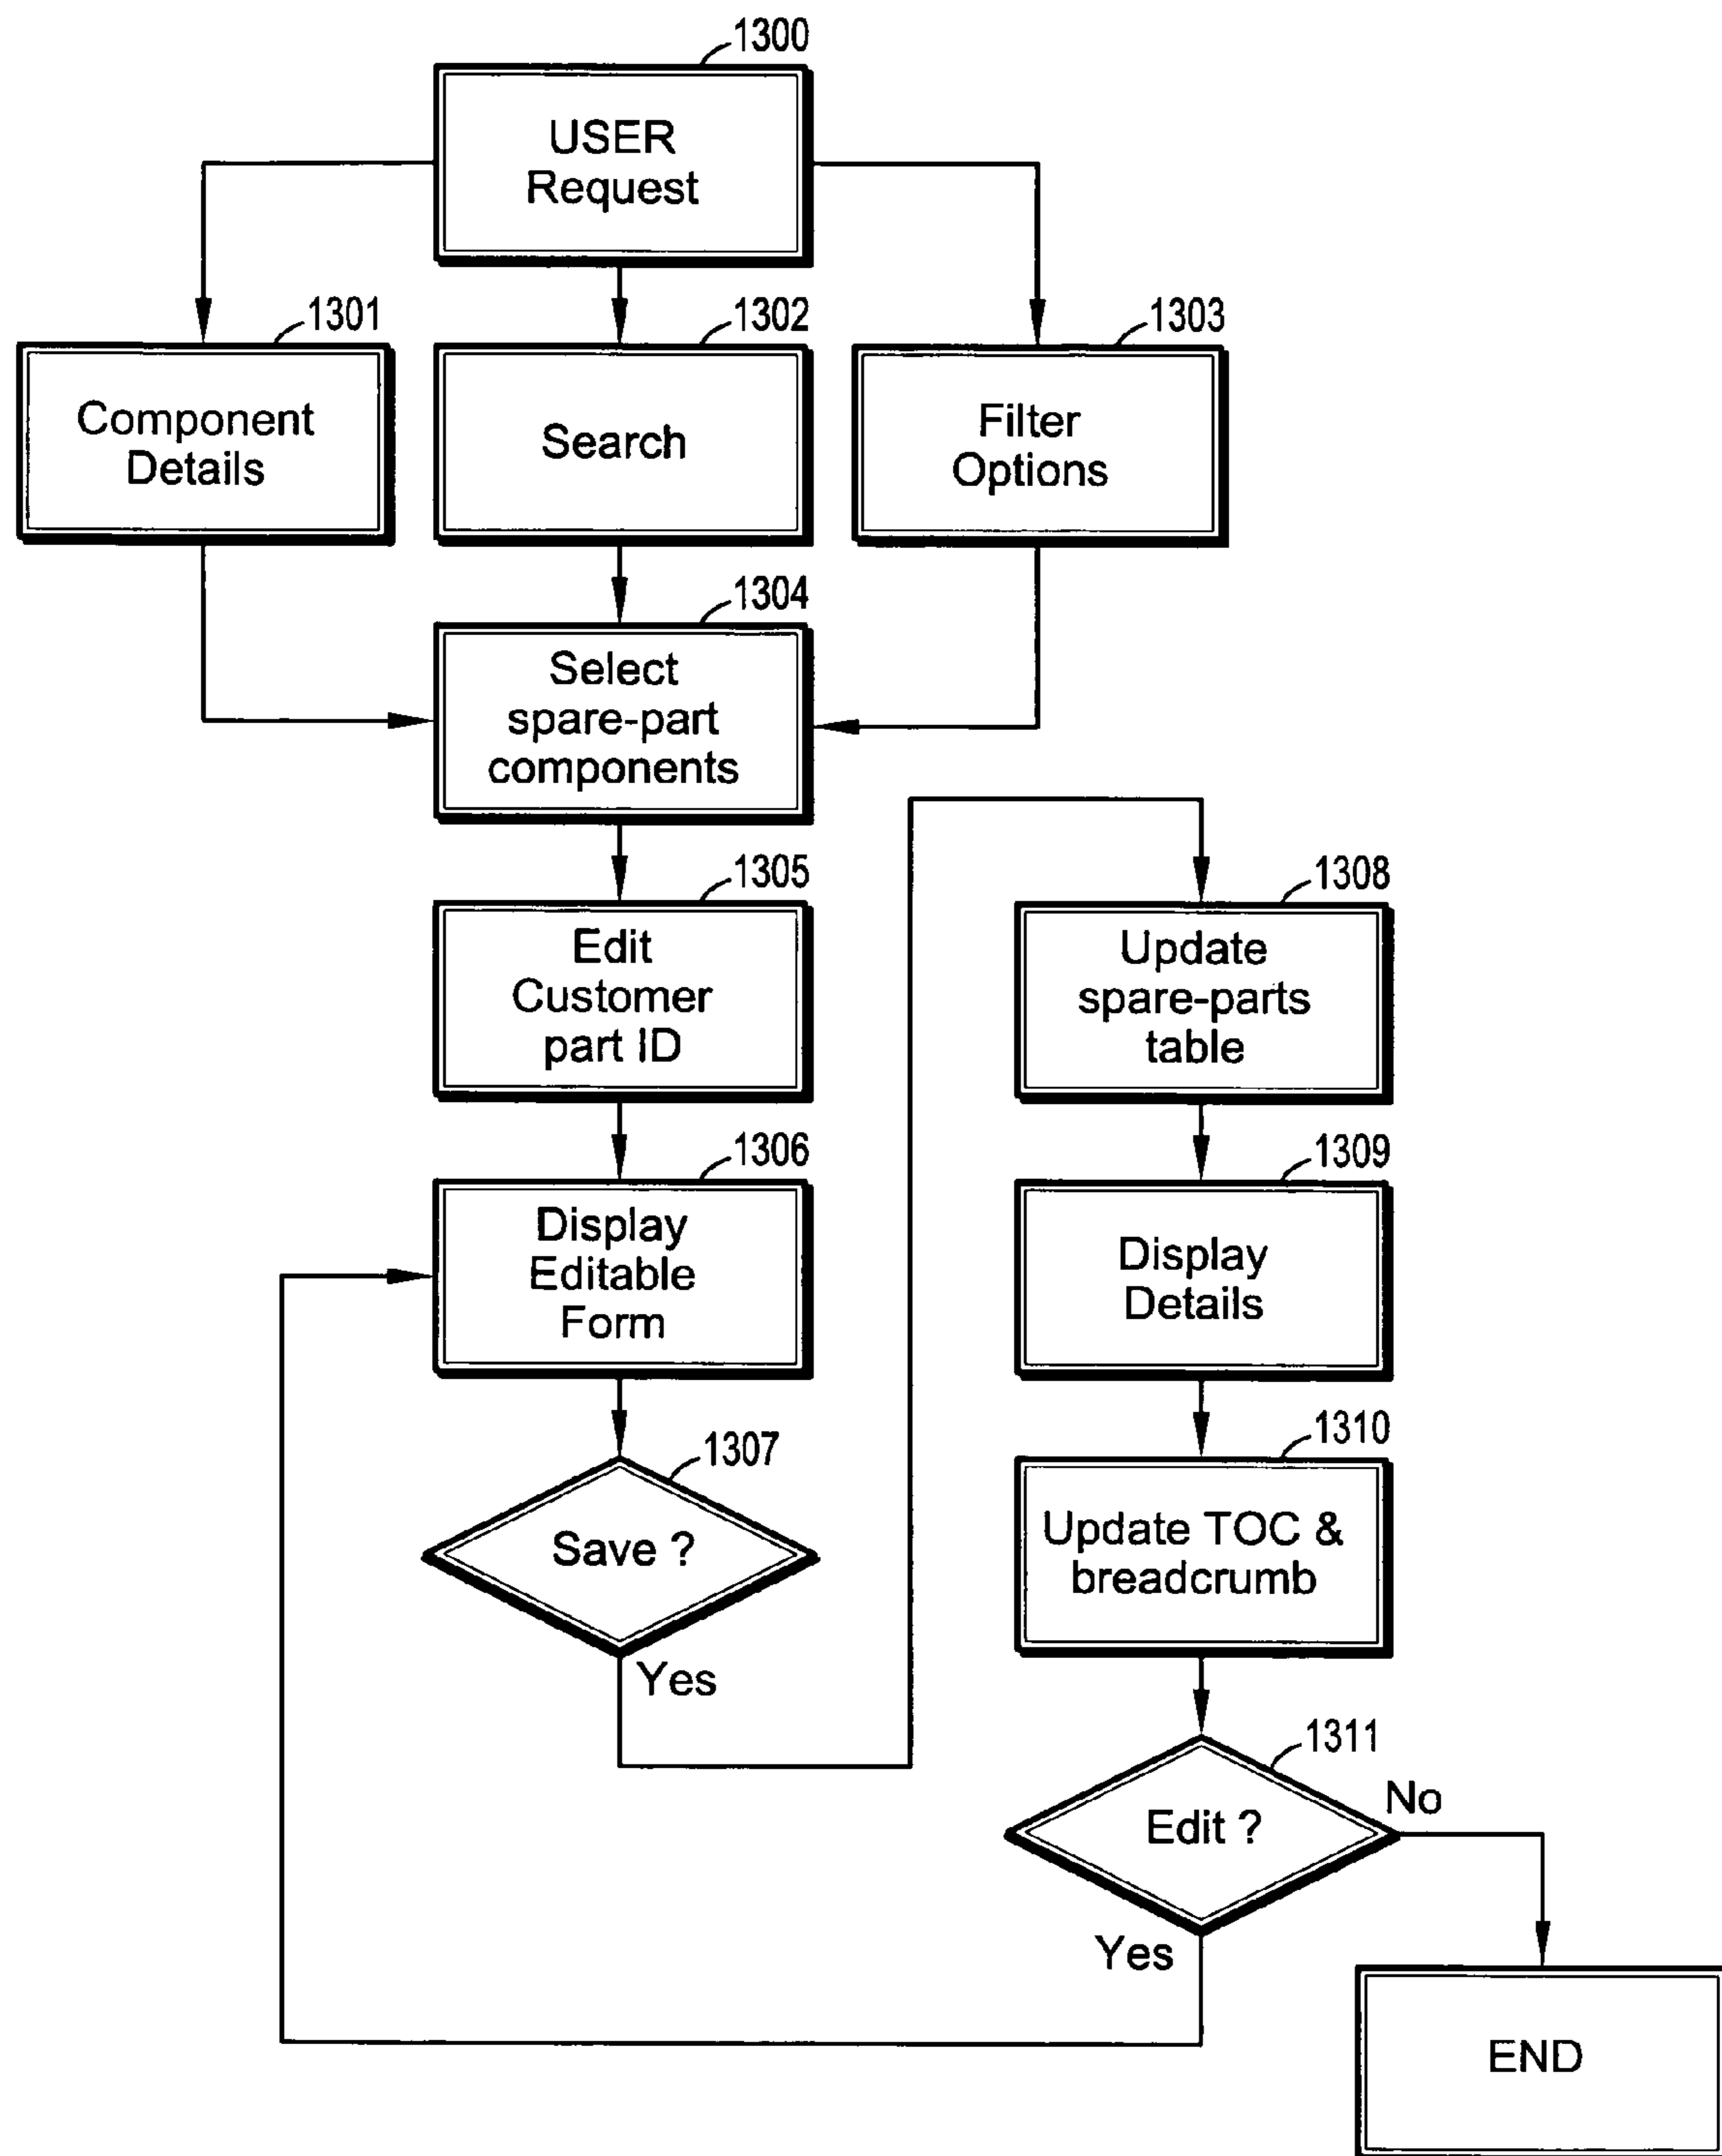 1300
USER
Request
1301
1302
1303
Component
Details
Search
Filter
Options
1304
Select
spare-part
components
1305
Edit
Customer
part ID
1306
Display
Editable
Form
1307
Save ?
Yes
1308
Update
spare-parts
table
1309
Display
Details
1310
Update TOC &
breadcrumb
1311
Edit ?
No
Yes
END